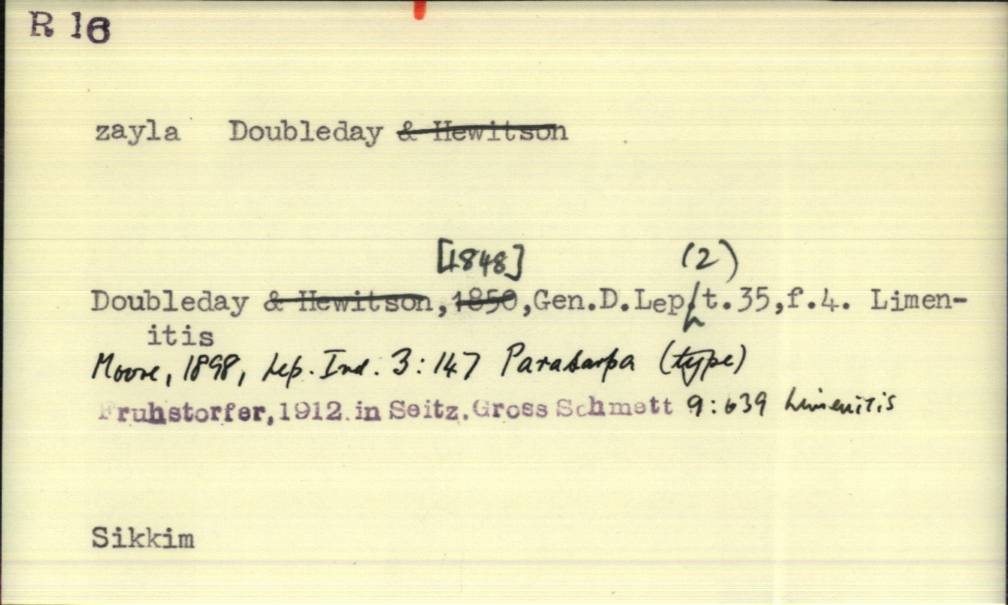 R 16
zayla Doubleday & Hewitson
[1848] (2)
Doubleday & Hewitson, 1850, Gen.D.Lep t.35,f.4. Limen-
itis
Moore, 1898, Lep. Ind. 3:147 Parasarpa (type)
Fruhstorfer, 1912. in Seitz. Gross Schmett 9:639 Limenitis
Sikkim